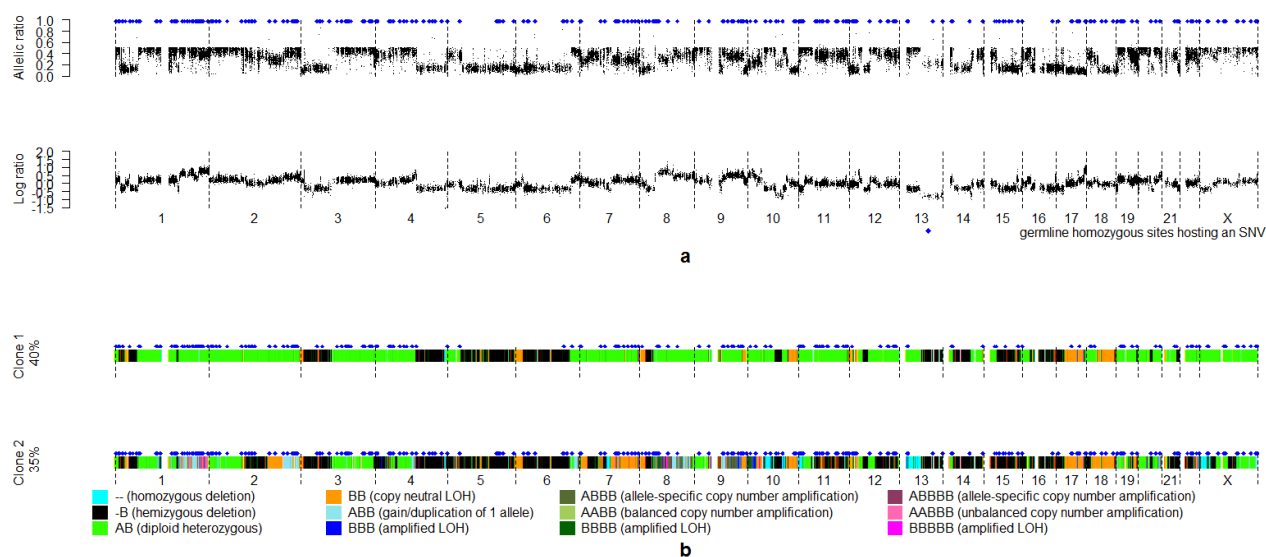 Allelic ratio
1.0
0.8
0.6
0.4
0.2
0.0
Log ratio
2.0
1.5
1.0
0.5
0.0
-0.5
-1.0
-1.5
1 2 3 4 5 6 7 8 9 10 11 12 13 14 15 16 17 18 19 21 X
germline homozygous sites hosting an SNV
a
Clone 1
40%
Clone 2
35%
1 2 3 4 5 6 7 8 9 10 11 12 13 14 15 16 17 18 19 21 X
-- (homozygous deletion)
-B (hemizygous deletion)
AB (diploid heterozygous)
BB (copy neutral LOH)
ABB (gain/duplication of 1 allele)
BBB (amplified LOH)
ABBB (allele-specific copy number amplification)
AABB (balanced copy number amplification)
BBBB (amplified LOH)
ABBBB (allele-specific copy number amplification)
AABBB (unbalanced copy number amplification)
BBBBB (amplified LOH)
b